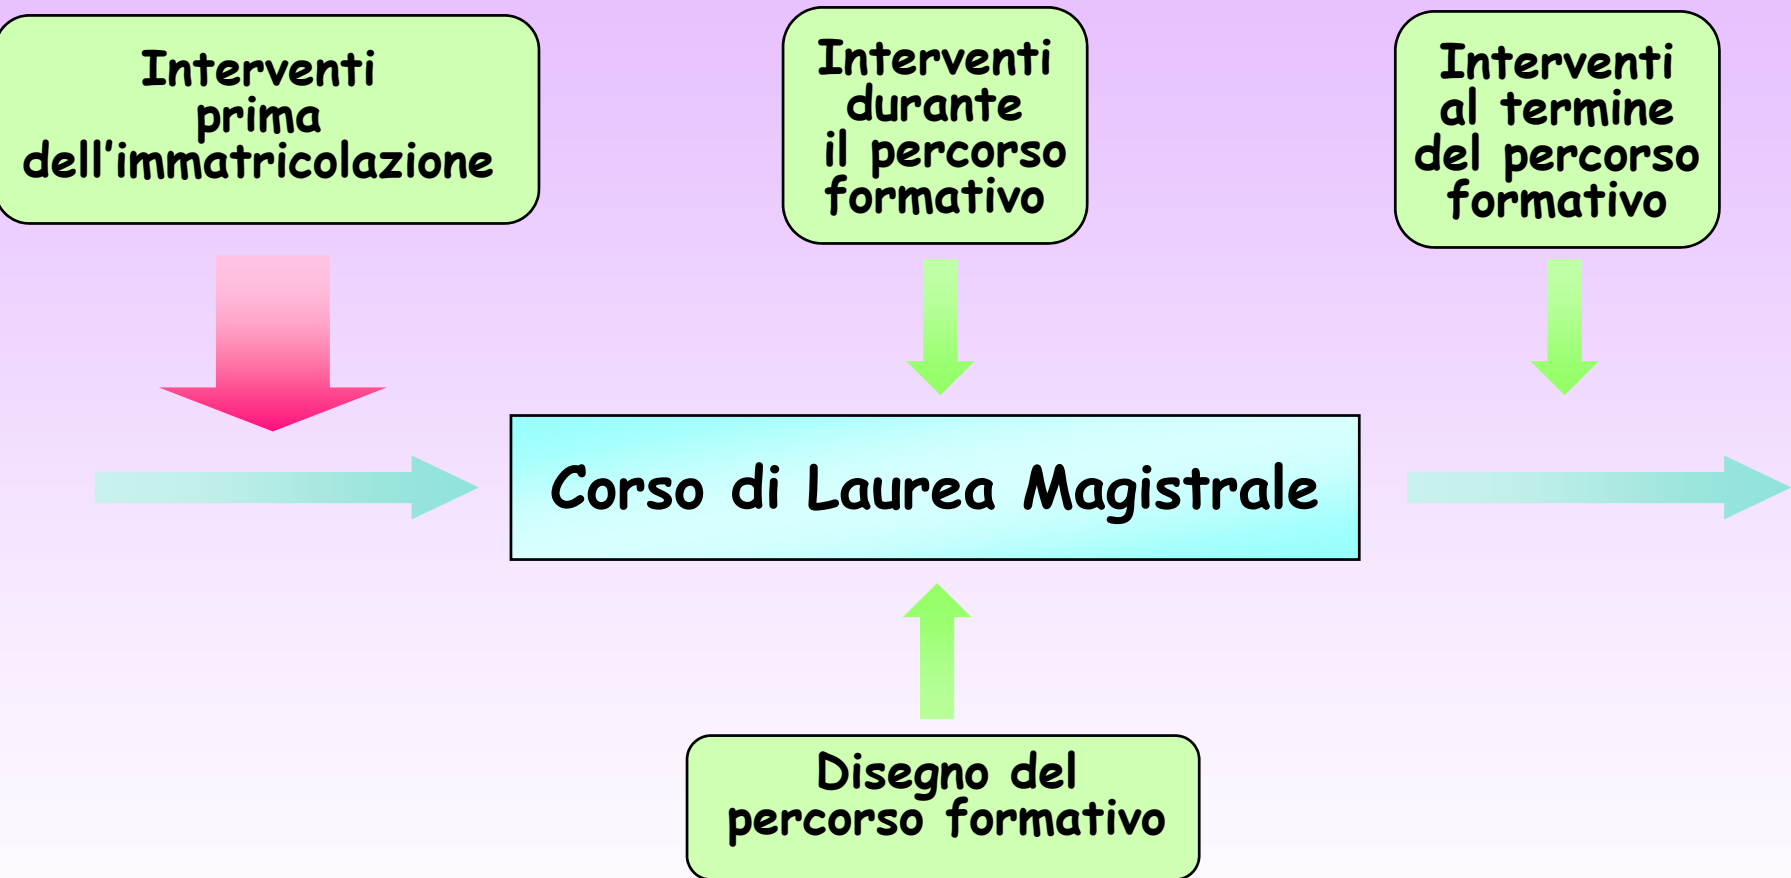 Interventi
prima
dell'immatricolazione
Interventi
durante
il percorso
formativo
Interventi
al termine
del percorso
formativo
Corso di Laurea Magistrale
Disegno del
percorso formativo